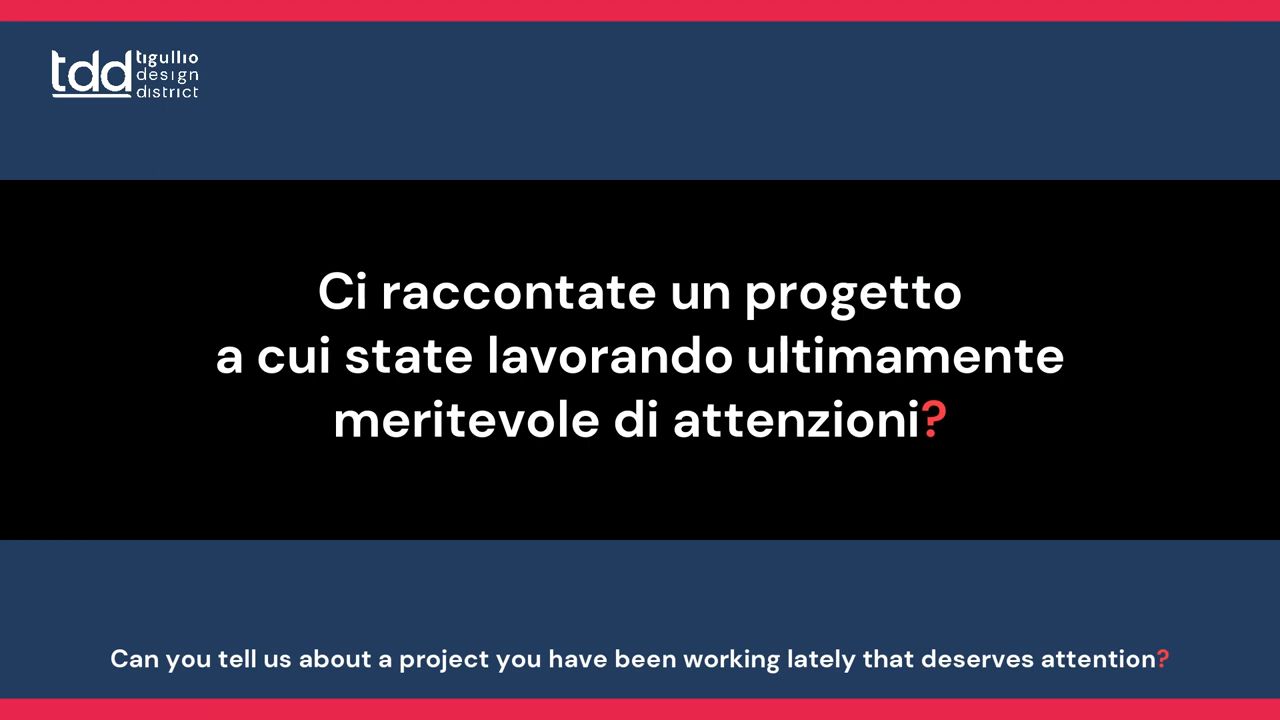 tdd
tigullio
design
district
Ci raccontate un progetto
a cui state lavorando ultimamente
meritevole di attenzioni?
Can you tell us about a project you have been working lately that deserves attention?